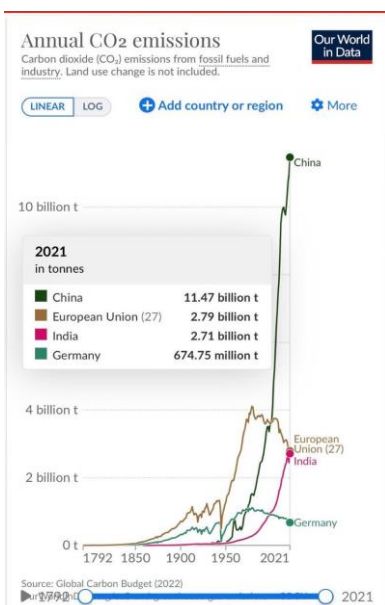 Annual CO₂ emissions
Our World
in Data
Carbon dioxide (CO₂) emissions from fossil fuels and
industry. Land use change is not included.
LINEAR LOG
Add country or region
More
China
10 billion t
2021
in tonnes
China 11.47 billion t
European Union (27) 2.79 billion t
India 2.71 billion t
Germany 674.75 million t
4 billion t
European
Union (27)
India
2 billion t
Germany
0 t
1792 1850 1900 1950 2021
Source: Global Carbon Budget (2022)
1792 2021